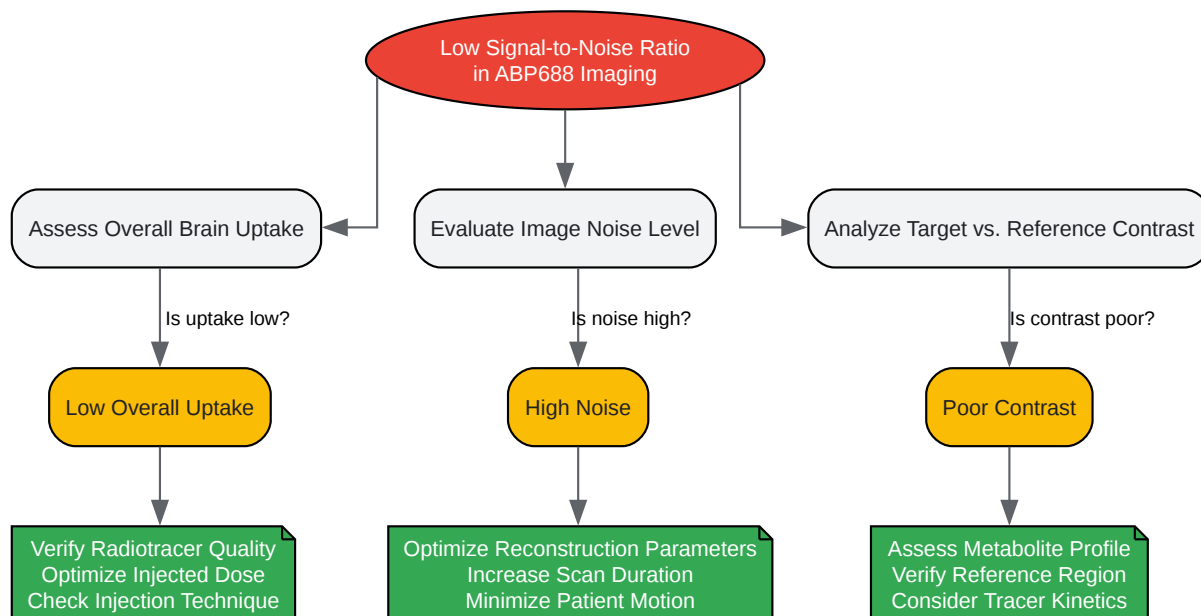 Low Signal-to-Noise Ratio
in ABP688 Imaging
Assess Overall Brain Uptake
Evaluate Image Noise Level
Analyze Target vs. Reference Contrast
Is uptake low?
Is noise high?
Is contrast poor?
Low Overall Uptake
High Noise
Poor Contrast
Verify Radiotracer Quality
Optimize Injected Dose
Check Injection Technique
Optimize Reconstruction Parameters
Increase Scan Duration
Minimize Patient Motion
Assess Metabolite Profile
Verify Reference Region
Consider Tracer Kinetics